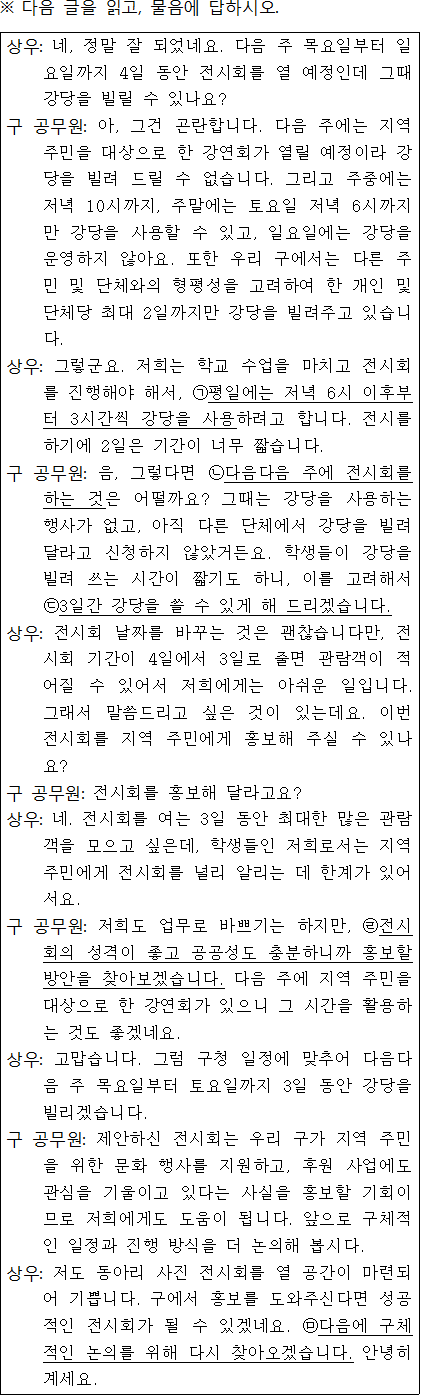 ※ 다음 글을 읽고, 물음에 답하시오.
상우: 네, 정말 잘 되었네요. 다음 주 목요일부터 일
요일까지 4일 동안 전시회를 열 예정인데 그때
강당을 빌릴 수 있나요?
구 공무원: 아, 그건 곤란합니다. 다음 주에는 지역
주민을 대상으로 한 강연회가 열릴 예정이라 강
당을 빌려 드릴 수 없습니다. 그리고 주중에는
저녁 10시까지, 주말에는 토요일 저녁 6시까지
만 강당을 사용할 수 있고, 일요일에는 강당을
운영하지 않아요. 또한 우리 구에서는 다른 주
민 및 단체와의 형평성을 고려하여 한 개인 및
단체당 최대 2일까지만 강당을 빌려주고 있습니
다.
상우: 그렇군요. 저희는 학교 수업을 마치고 전시회
를 진행해야 해서, ㉠평일에는 저녁 6시 이후부
터 3시간씩 강당을 사용하려고 합니다. 전시를
하기에 2일은 기간이 너무 짧습니다.
구 공무원: 음, 그렇다면 ㉡다음다음 주에 전시회를
하는 것은 어떨까요? 그때는 강당을 사용하는
행사가 없고, 아직 다른 단체에서 강당을 빌려
달라고 신청하지 않았거든요. 학생들이 강당을
빌려 쓰는 시간이 짧기도 하니, 이를 고려해서
㉢3일간 강당을 쓸 수 있게 해 드리겠습니다.
상우: 전시회 날짜를 바꾸는 것은 괜찮습니다만, 전
시회 기간이 4일에서 3일로 줄면 관람객이 적
어질 수 있어서 저희에게는 아쉬운 일입니다.
그래서 말씀드리고 싶은 것이 있는데요. 이번
전시회를 지역 주민에게 홍보해 주실 수 있나
요?
구 공무원: 전시회를 홍보해 달라고요?
상우: 네. 전시회를 여는 3일 동안 최대한 많은 관람
객을 모으고 싶은데, 학생들인 저희로서는 지역
주민에게 전시회를 널리 알리는 데 한계가 있어
서요.
구 공무원: 저희도 업무로 바쁘기는 하지만, ㉣전시
회의 성격이 좋고 공공성도 충분하니까 홍보할
방안을 찾아보겠습니다. 다음 주에 지역 주민을
대상으로 한 강연회가 있으니 그 시간을 활용하
는 것도 좋겠네요.
상우: 고맙습니다. 그럼 구청 일정에 맞추어 다음다
음 주 목요일부터 토요일까지 3일 동안 강당을
빌리겠습니다.
구 공무원: 제안하신 전시회는 우리 구가 지역 주민
을 위한 문화 행사를 지원하고, 후원 사업에도
관심을 기울이고 있다는 사실을 홍보할 기회이
므로 저희에게도 도움이 됩니다. 앞으로 구체적
인 일정과 진행 방식을 더 논의해 봅시다.
상우: 저도 동아리 사진 전시회를 열 공간이 마련되
어 기쁩니다. 구에서 홍보를 도와주신다면 성공
적인 전시회가 될 수 있겠네요. ㉤다음에 구체
적인 논의를 위해 다시 찾아오겠습니다. 안녕히
계세요.